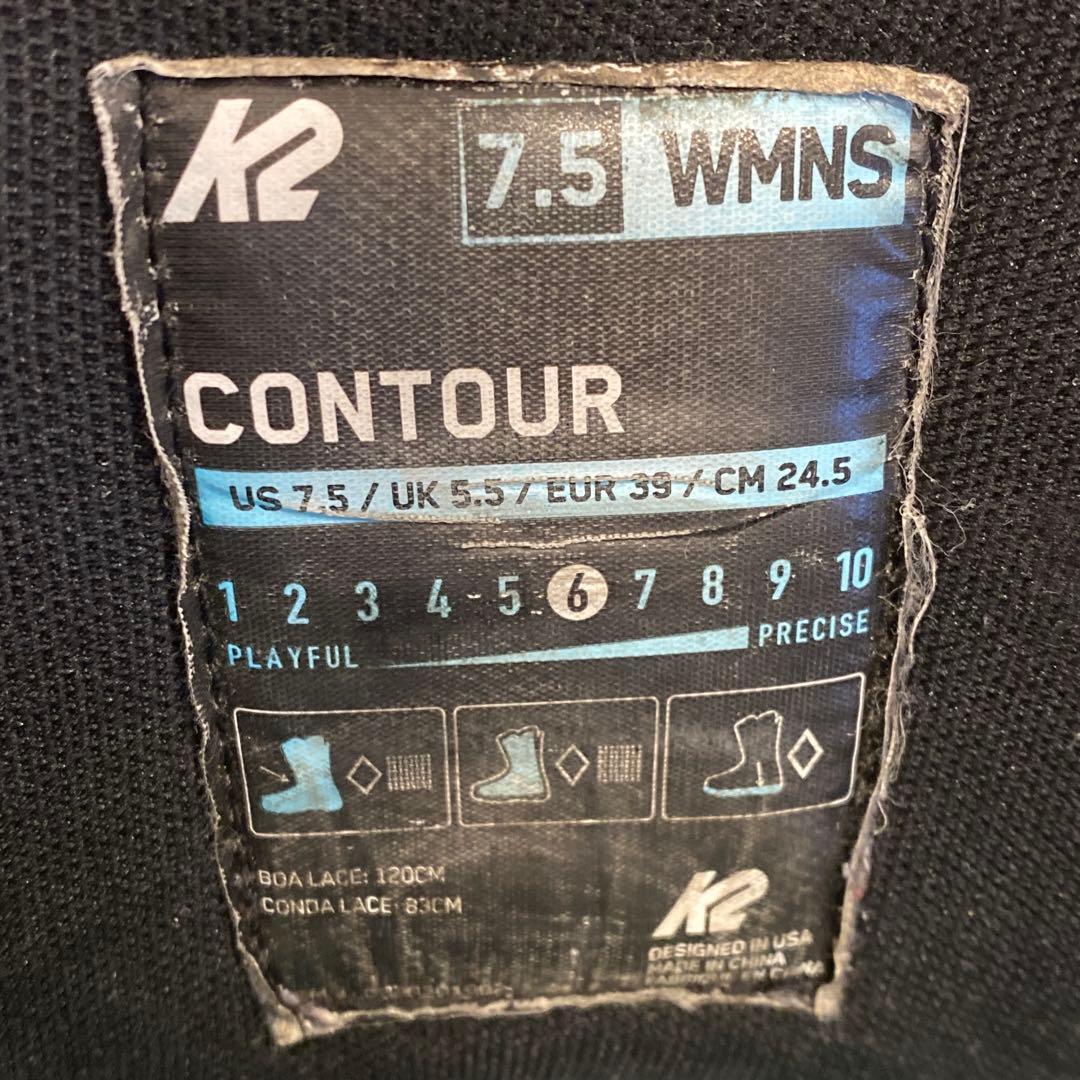 K2
7.5 WMNS
CONTOUR
US 7.5 / UK 5.5 / EUR 39 / CM 24.5
1 2 3 4 5 6 7 8 9 10
PLAYFUL PRECISE
BOA LACE: 120CM
CONDA LACE: 83CM
K2
DESIGNED IN USA
MADE IN CHINA